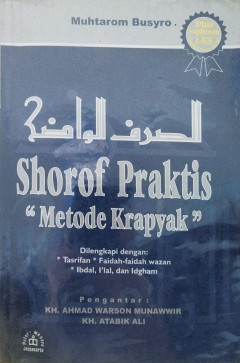 Muhtarom Busyro .
الصرف الواضح
Shorof Praktis
“ Metode Krapyak ”
Dilengkapi dengan:
* Tasrifan * Faidah-faidah wazan
* Ibdal, I'lal, dan Idgham
Pengantar :
KH. AHMAD WARSON MUNAWWIR
KH. ATABIK ALI